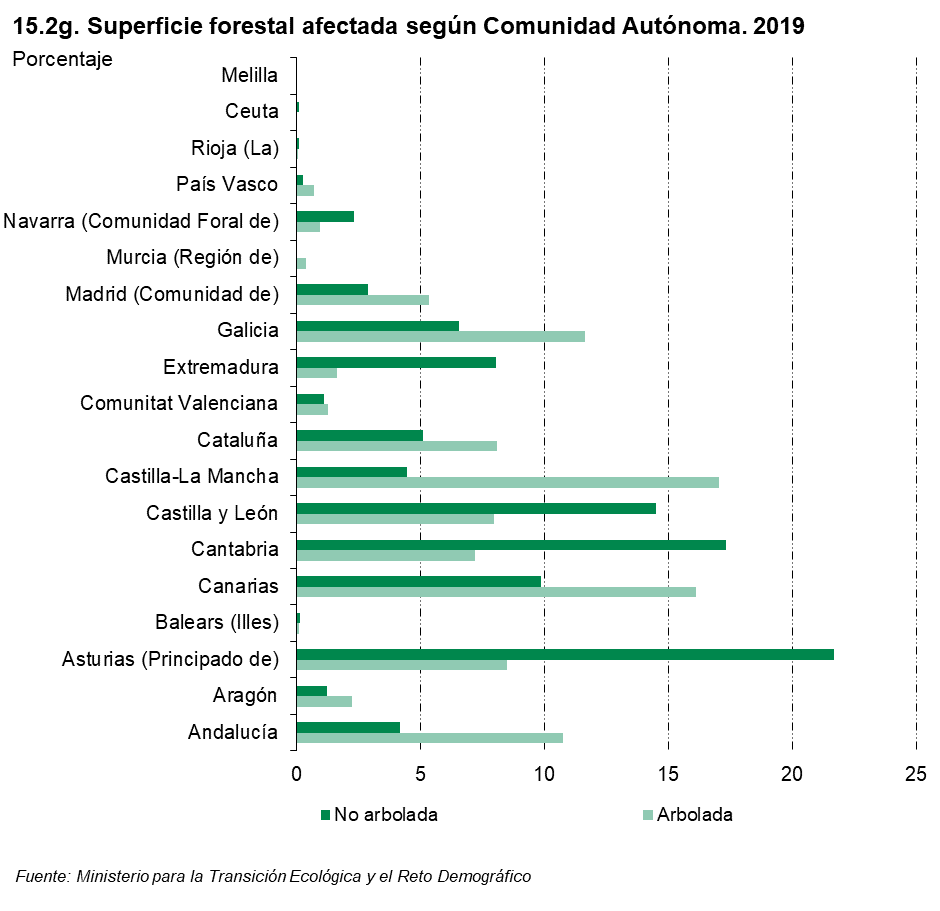 15.2g. Superficie forestal afectada según Comunidad Autónoma. 2019
Porcentaje
Melilla
Ceuta
Rioja (La)
País Vasco
Navarra (Comunidad Foral de)
Murcia (Región de)
Madrid (Comunidad de)
Galicia
Extremadura
Comunitat Valenciana
Cataluña
Castilla-La Mancha
Castilla y León
Cantabria
Canarias
Balears (Illes)
Asturias (Principado de)
Aragón
Andalucía
0 5 10 15 20 25
No arbolada Arbolada
Fuente: Ministerio para la Transición Ecológica y el Reto Demográfico